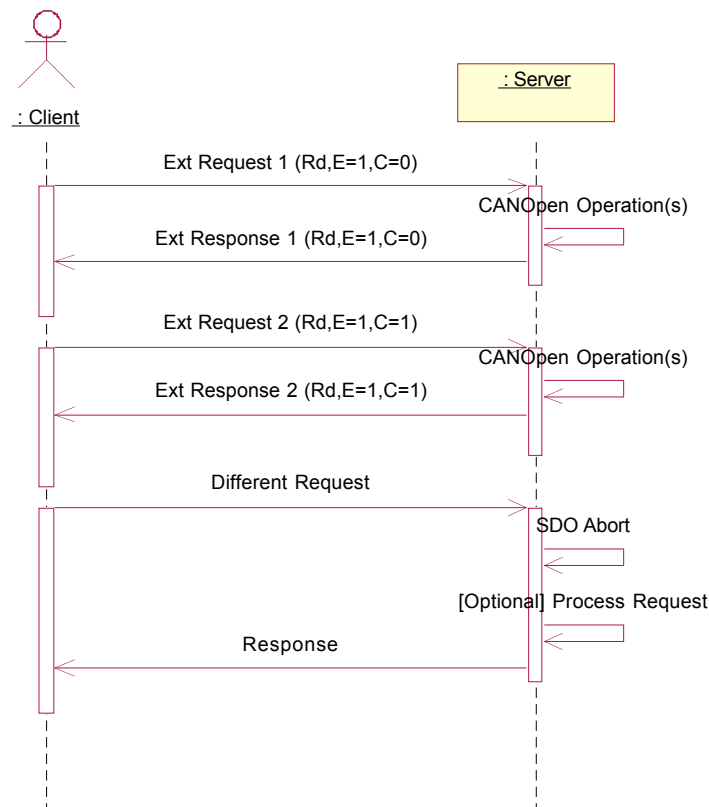 : Server
: Client
Ext Request 1 (Rd,E=1,C=0)
CANOpen Operation(s)
Ext Response 1 (Rd,E=1,C=0)
Ext Request 2 (Rd,E=1,C=1)
CANOpen Operation(s)
Ext Response 2 (Rd,E=1,C=1)
Different Request
SDO Abort
[Optional] Process Request
Response